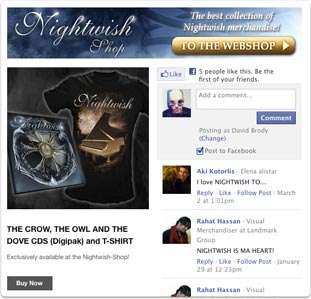 Nightwish
Shop
The best collection of
Nightwish merchandise!
TO THE WEBSHOP
Nightwish
THE CROW, THE OWL AND THE
DOVE CDS (Digipak) and T-SHIRT
Exclusively available at the Nightwish-Shop!
Buy Now
Like
5 people like this. Be the
first of your friends.
Add a comment...
Comment
Posting as David Brody
(Change)
Post to Facebook
Aki Kotorlis · Elena alistar
I love NIGHTWISH TO....
Reply · Like · Follow Post · March
2 at 1:01pm
Rahat Hassan · Visual
Merchandiser at Landmark
Group
NIGHTWISH IS MA HEART!
Reply · Like · Follow Post ·
January 29 at 12:23pm
Rahat Hassan · Visual